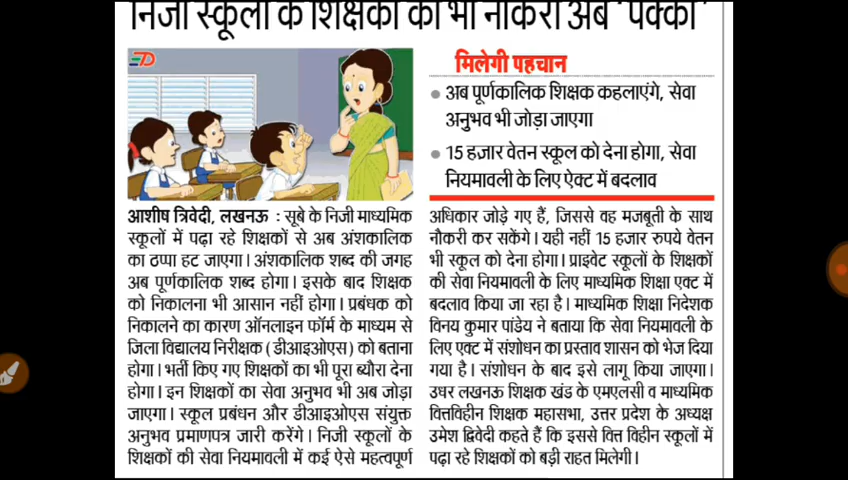 निजी स्कूलों के शिक्षकों की भी नौकरी अब 'पक्की'
मिलेगी पहचान
अब पूर्णकालिक शिक्षक कहलाएंगे, सेवा
अनुभव भी जोड़ा जाएगा
15 हज़ार वेतन स्कूल को देना होगा, सेवा
नियमावली के लिए ऐक्ट में बदलाव
आशीष त्रिवेदी, लखनऊ : सूबे के निजी माध्यमिक
स्कूलों में पढ़ा रहे शिक्षकों से अब अंशकालिक
का ठप्पा हट जाएगा। अंशकालिक शब्द की जगह
अब पूर्णकालिक शब्द होगा। इसके बाद शिक्षक
को निकालना भी आसान नहीं होगा। प्रबंधक को
निकालने का कारण ऑनलाइन फॉर्म के माध्यम से
जिला विद्यालय निरीक्षक (डीआइओएस) को बताना
होगा। भर्ती किए गए शिक्षकों का भी पूरा ब्यौरा देना
होगा। इन शिक्षकों का सेवा अनुभव भी अब जोड़ा
जाएगा। स्कूल प्रबंधन और डीआइओएस संयुक्त
अनुभव प्रमाणपत्र जारी करेंगे। निजी स्कूलों के
शिक्षकों की सेवा नियमावली में कई ऐसे महत्वपूर्ण
अधिकार जोड़े गए हैं, जिससे वह मजबूती के साथ
नौकरी कर सकेंगे। यही नहीं 15 हजार रुपये वेतन
भी स्कूल को देना होगा। प्राइवेट स्कूलों के शिक्षकों
की सेवा नियमावली के लिए माध्यमिक शिक्षा एक्ट में
बदलाव किया जा रहा है। माध्यमिक शिक्षा निदेशक
विनय कुमार पांडेय ने बताया कि सेवा नियमावली के
लिए एक्ट में संशोधन का प्रस्ताव शासन को भेज दिया
गया है। संशोधन के बाद इसे लागू किया जाएगा।
उधर लखनऊ शिक्षक खंड के एमएलसी व माध्यमिक
वित्तविहीन शिक्षक महासभा, उत्तर प्रदेश के अध्यक्ष
उमेश द्विवेदी कहते हैं कि इससे वित्त विहीन स्कूलों में
पढ़ा रहे शिक्षकों को बड़ी राहत मिलेगी।